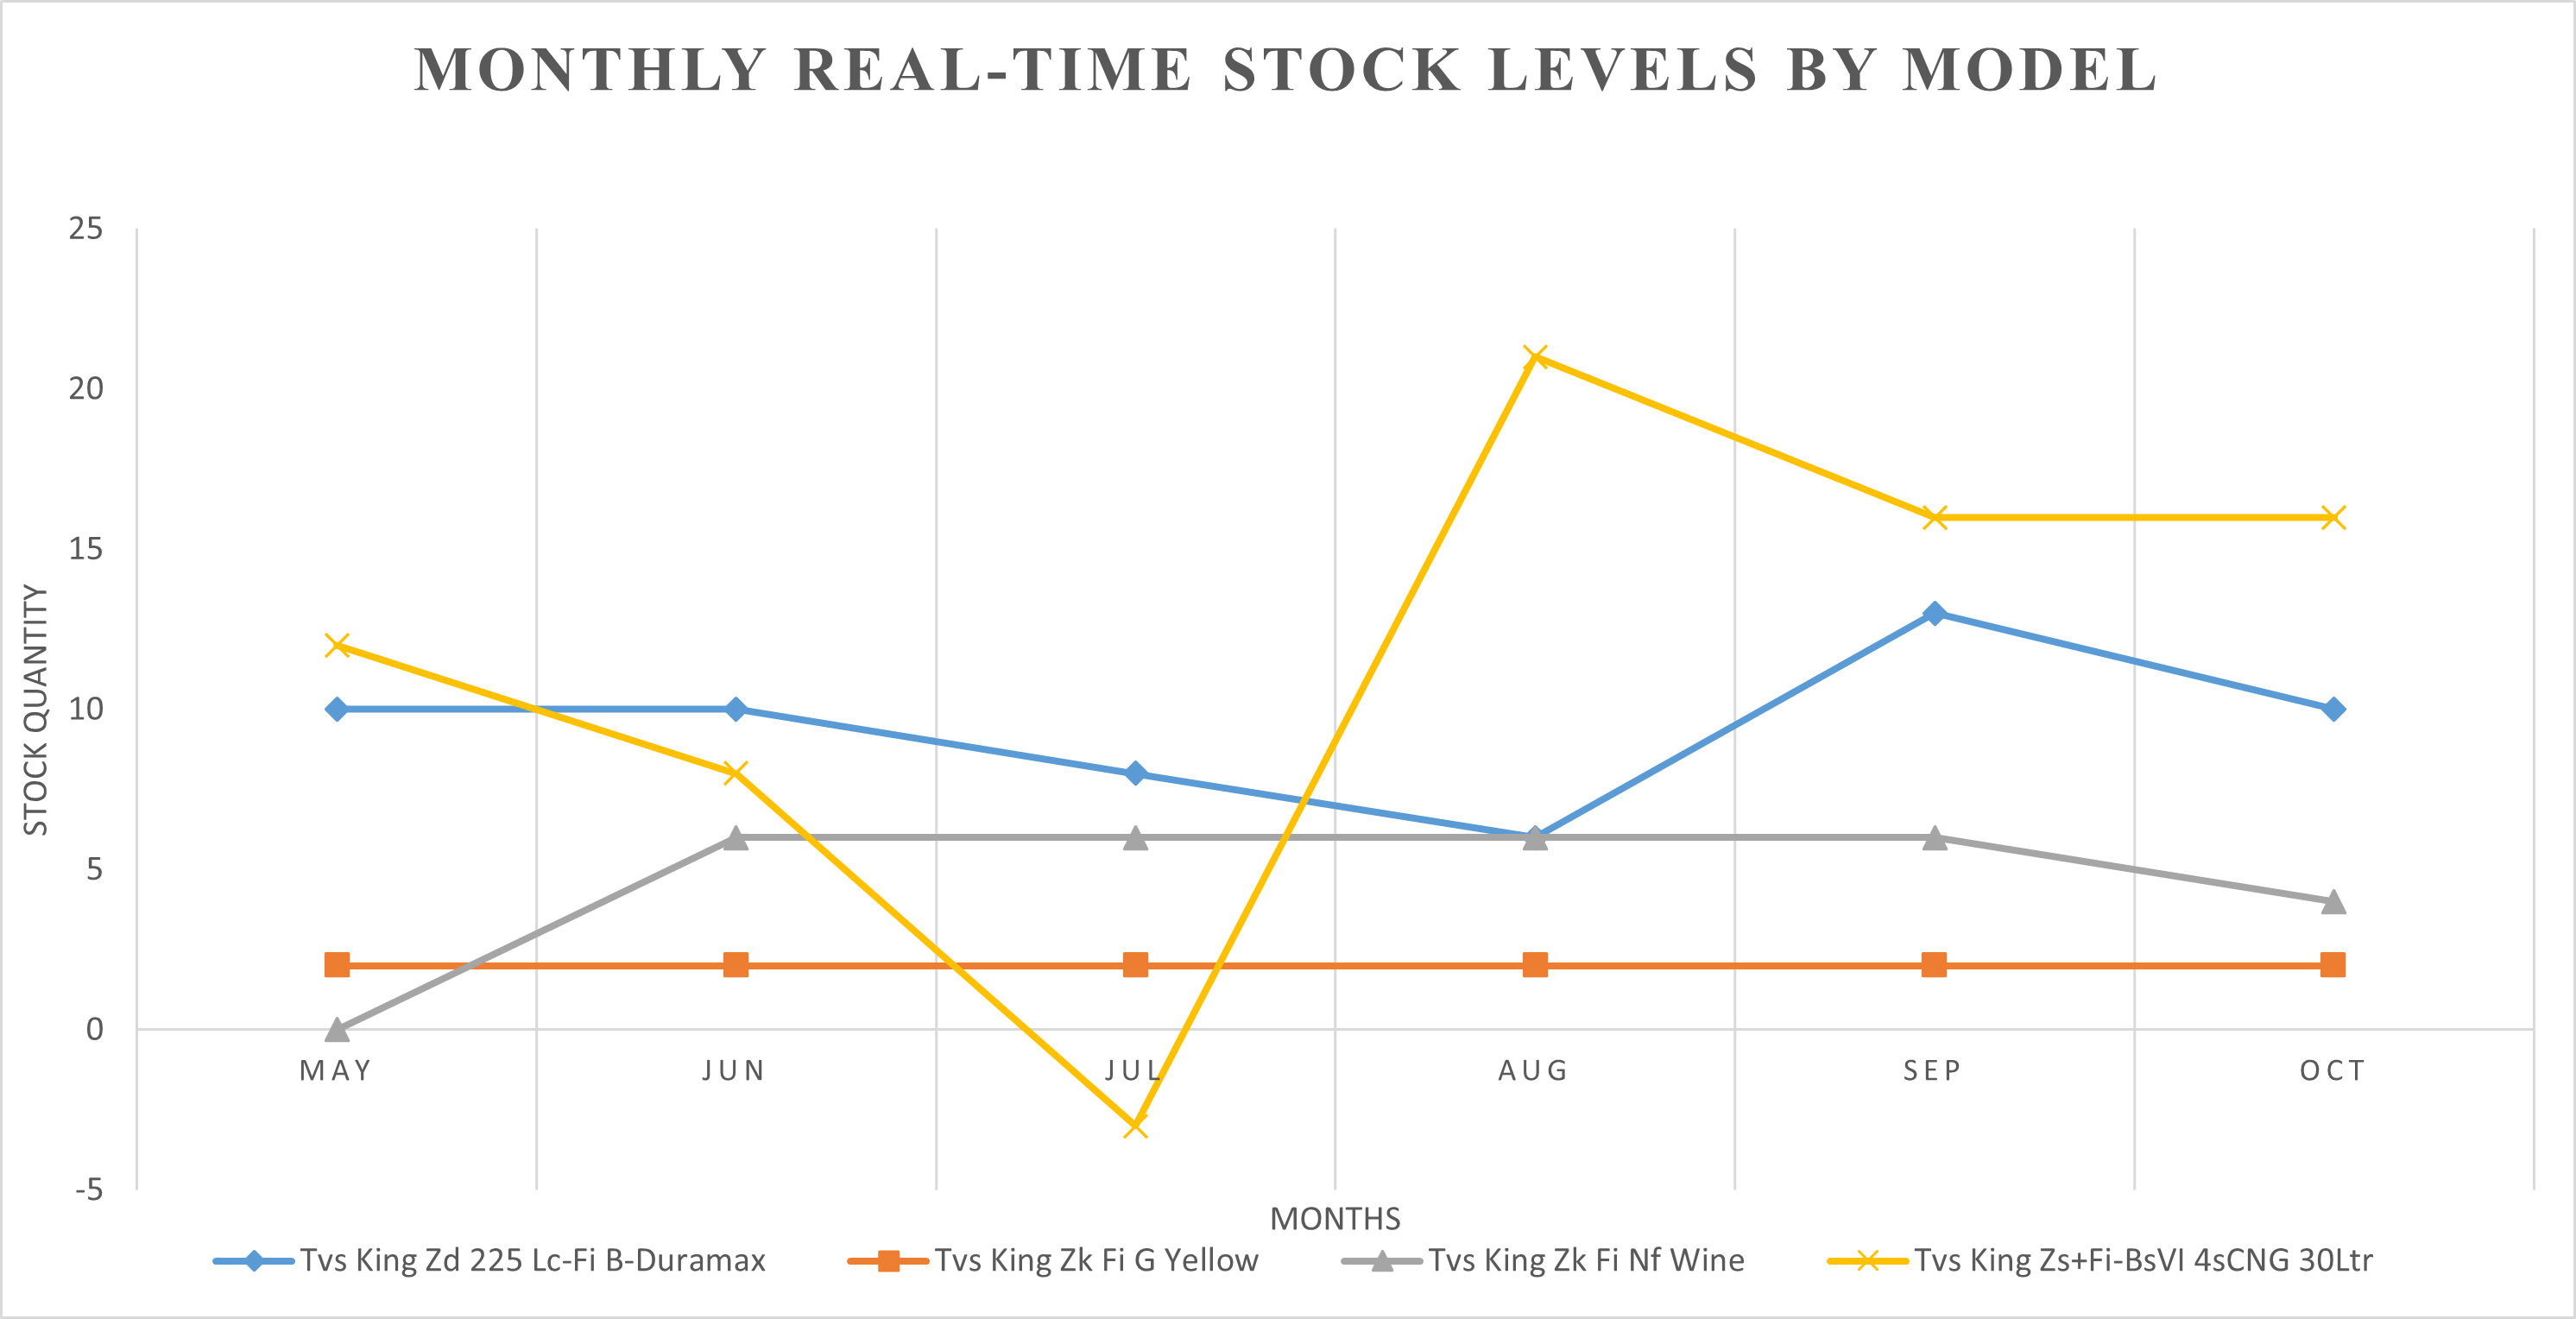 MONTHLY REAL-TIME STOCK LEVELS BY MODEL
25
20
15
10
5
0
-5
STOCK QUANTITY
MAY JUN JUL AUG SEP OCT
MONTHS
Tvs King Zd 225 Lc-Fi B-Duramax Tvs King Zk Fi G Yellow Tvs King Zk Fi Nf Wine Tvs King Zs+Fi-BsVI 4sCNG 30Ltr